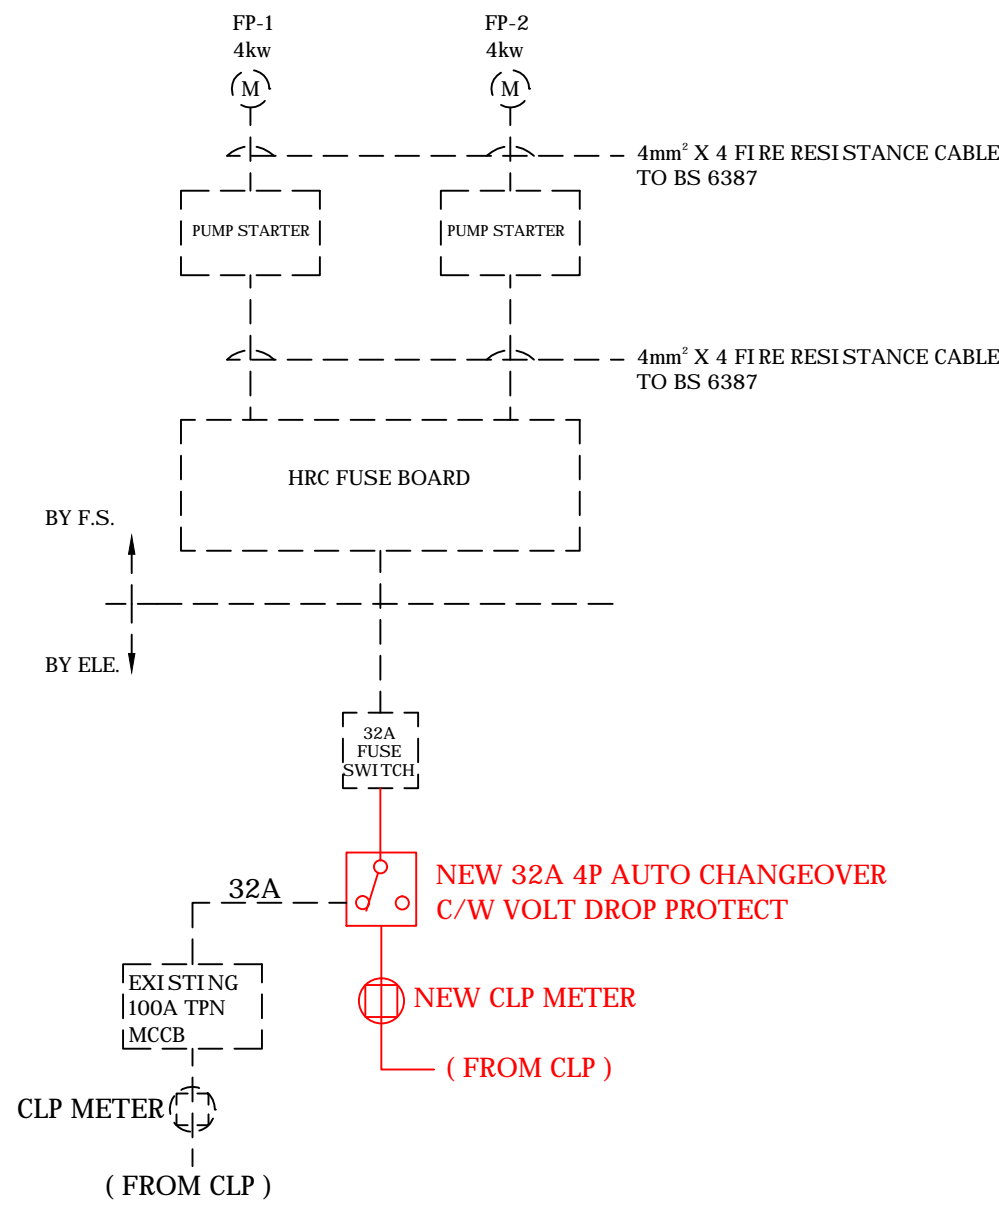 FP-1
4kw
M
FP-2
4kw
M
4mm² X 4 FIRE RESISTANCE CABLE
TO BS 6387
PUMP STARTER
PUMP STARTER
4mm² X 4 FIRE RESISTANCE CABLE
TO BS 6387
HRC FUSE BOARD
BY F.S.
BY ELE.
32A
FUSE
SWITCH
NEW 32A 4P AUTO CHANGEOVER
C/W VOLT DROP PROTECT
32A
EXISTING
100A TPN
MCCB
NEW CLP METER
( FROM CLP )
CLP METER
( FROM CLP )